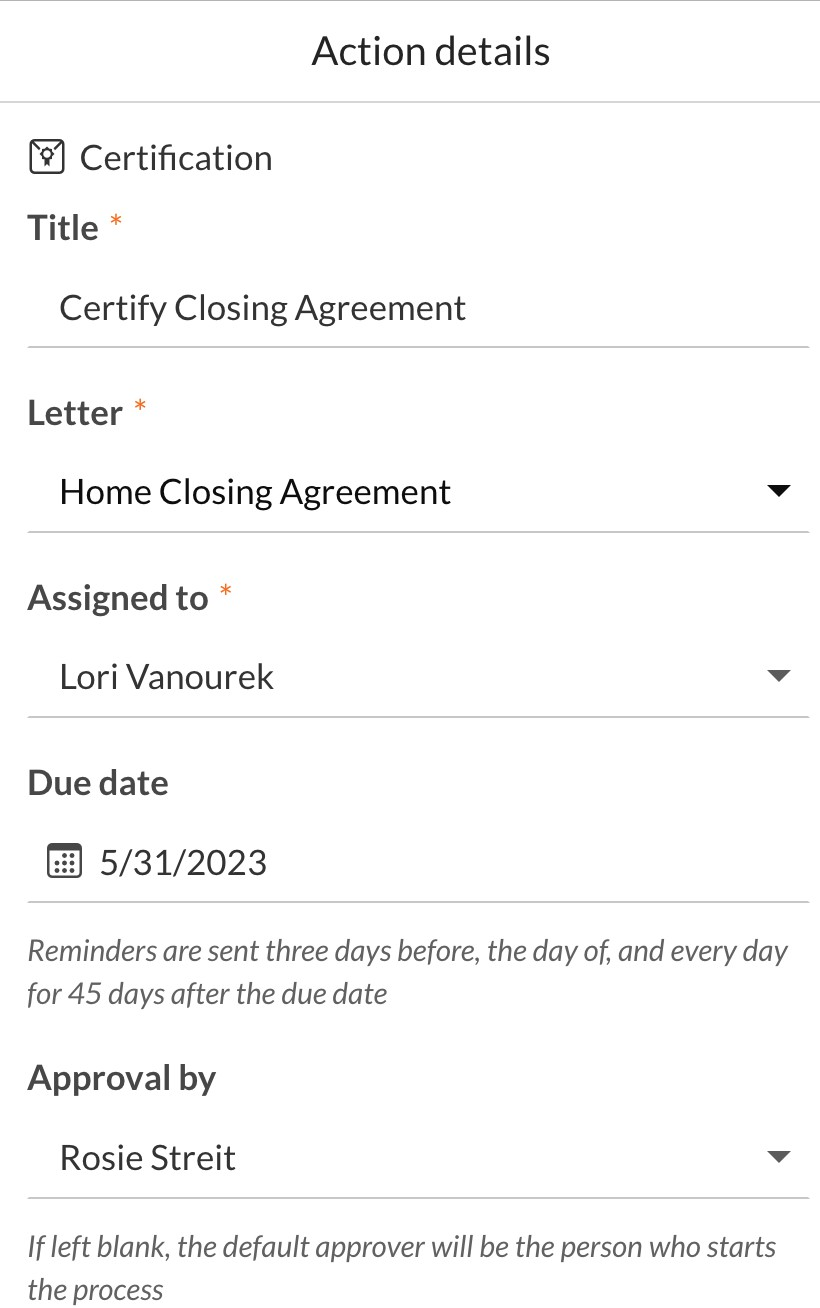 Action details
Certification
Title *
Certify Closing Agreement
Letter *
Home Closing Agreement
Assigned to *
Lori Vanourek
Due date
5/31/2023
Reminders are sent three days before, the day of, and every day
for 45 days after the due date
Approval by
Rosie Streit
If left blank, the default approver will be the person who starts
the process